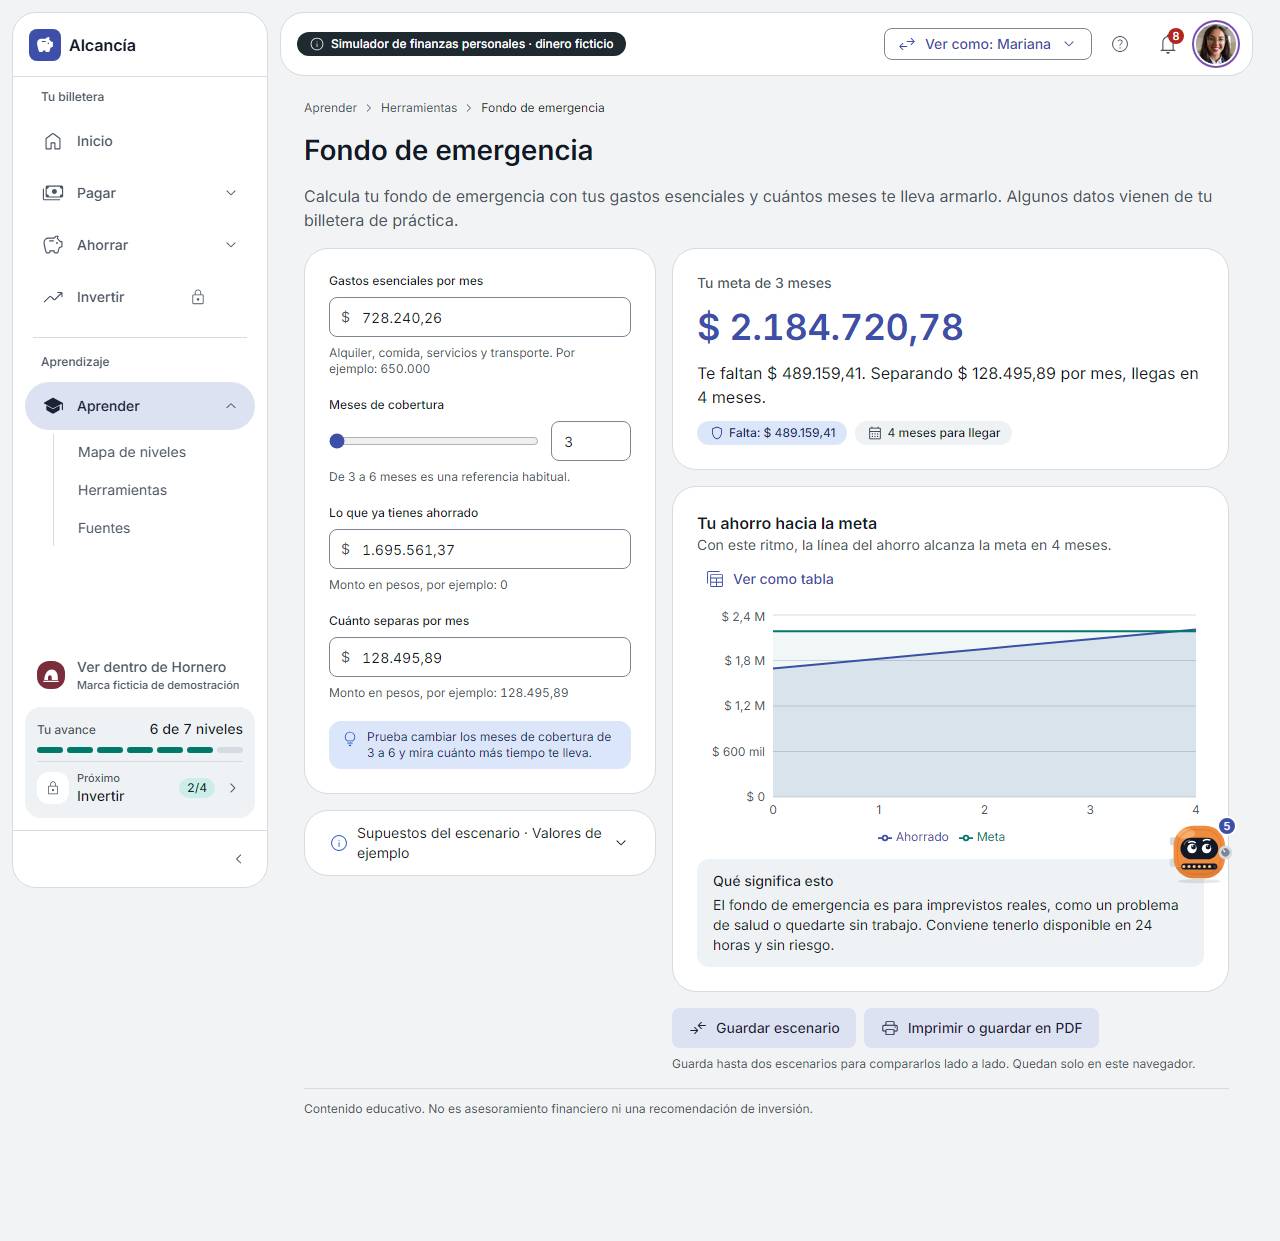 Alcancía
Simulador de finanzas personales · dinero ficticio
Ver como: Mariana
8
Tu billetera
Inicio
Pagar
Ahorrar
Invertir
Aprendizaje
Aprender
Mapa de niveles
Herramientas
Fuentes
Ver dentro de Hornero
Marca ficticia de demostración
Tu avance
6 de 7 niveles
Próximo
Invertir
2/4
Aprender
Herramientas
Fondo de emergencia
Fondo de emergencia
Calcula tu fondo de emergencia con tus gastos esenciales y cuántos meses te lleva armarlo. Algunos datos vienen de tu
billetera de práctica.
Gastos esenciales por mes
$ 728.240,26
Alquiler, comida, servicios y transporte. Por
ejemplo: 650.000
Meses de cobertura
3
De 3 a 6 meses es una referencia habitual.
Lo que ya tienes ahorrado
$ 1.695.561,37
Monto en pesos, por ejemplo: 0
Cuánto separas por mes
$ 128.495,89
Monto en pesos, por ejemplo: 128.495,89
Prueba cambiar los meses de cobertura de
3 a 6 y mira cuánto más tiempo te lleva.
Supuestos del escenario · Valores de
ejemplo
Tu meta de 3 meses
$ 2.184.720,78
Te faltan $ 489.159,41. Separando $ 128.495,89 por mes, llegas en
4 meses.
Falta: $ 489.159,41
4 meses para llegar
Tu ahorro hacia la meta
Con este ritmo, la línea del ahorro alcanza la meta en 4 meses.
Ver como tabla
$ 2,4 M
$ 1,8 M
$ 1,2 M
$ 600 mil
$ 0
0 1 2 3 4
Ahorrado Meta
5
Qué significa esto
El fondo de emergencia es para imprevistos reales, como un problema
de salud o quedarte sin trabajo. Conviene tenerlo disponible en 24
horas y sin riesgo.
Guardar escenario
Imprimir o guardar en PDF
Guarda hasta dos escenarios para compararlos lado a lado. Quedan solo en este navegador.
Contenido educativo. No es asesoramiento financiero ni una recomendación de inversión.